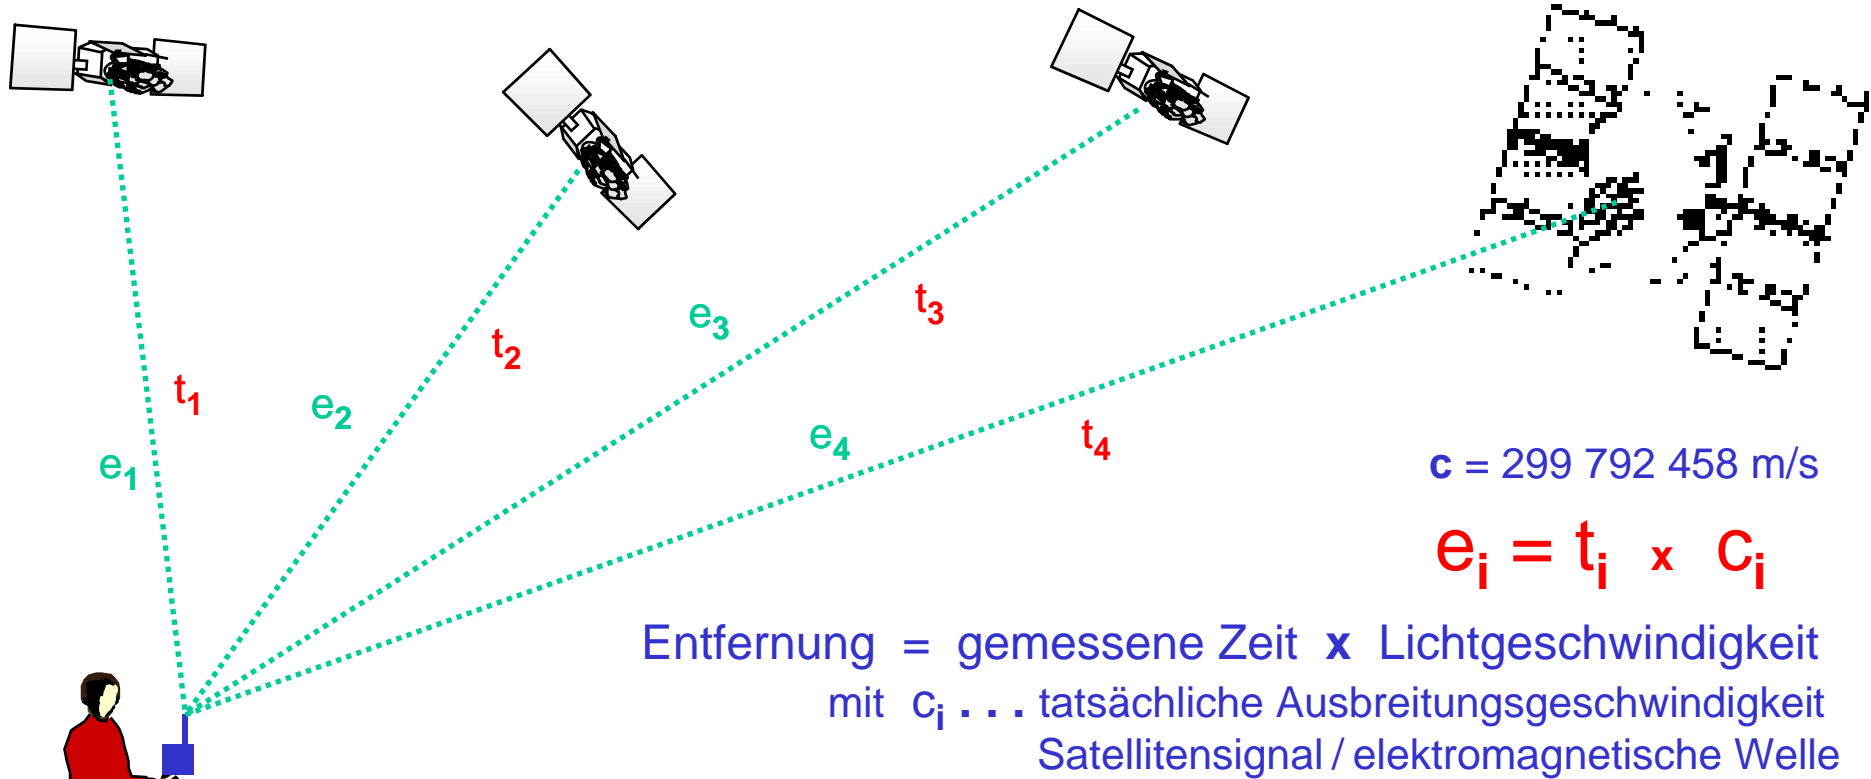 e3
t3
t2
t1
e2
e4
t4
e1
c = 299 792 458 m/s
ei = ti x ci
Entfernung = gemessene Zeit x Lichtgeschwindigkeit
mit ci . . . tatsächliche Ausbreitungsgeschwindigkeit
Satellitensignal / elektromagnetische Welle